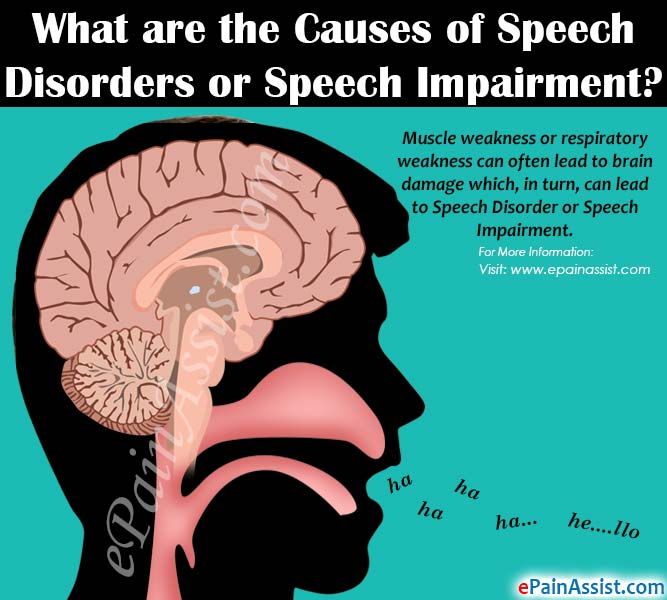 What are the Causes of Speech
Disorders or Speech Impairment?
Muscle weakness or respiratory
weakness can often lead to brain
damage which, in turn, can lead
to Speech Disorder or Speech
Impairment.
For More Information:
Visit: www.epainassist.com
ePainAssist.com
ha
ha
ha
ha...
he....llo
ePainAssist.com